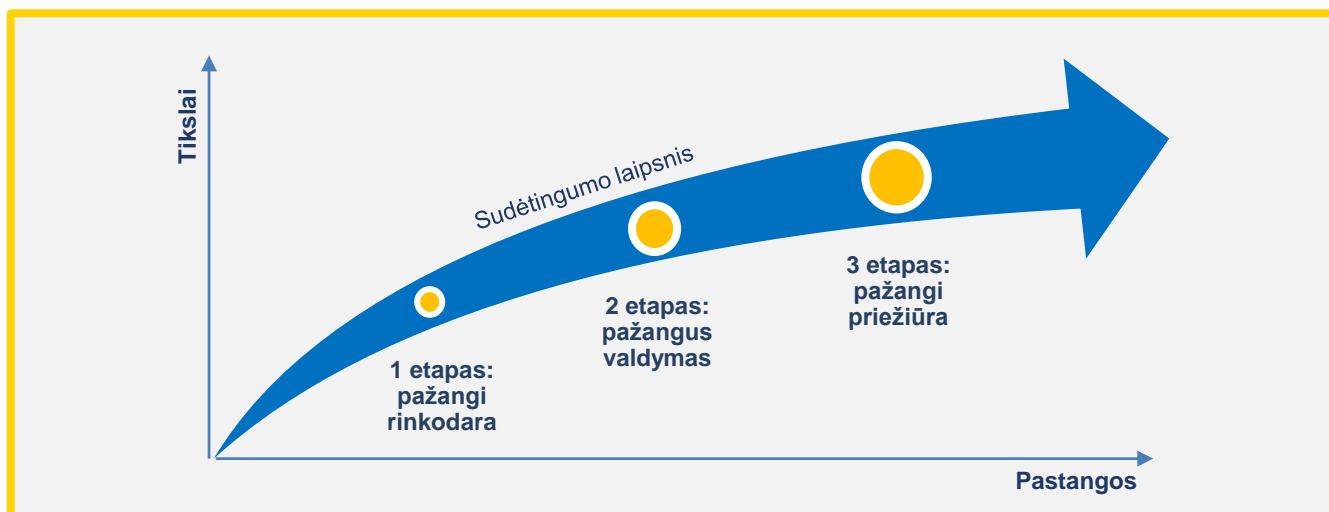 Tikslai
Sudėtingumo laipsnis
1 etapas:
pažangi
rinkodara
2 etapas:
pažangus
valdymas
3 etapas:
pažangi
priežiūra
Pastangos